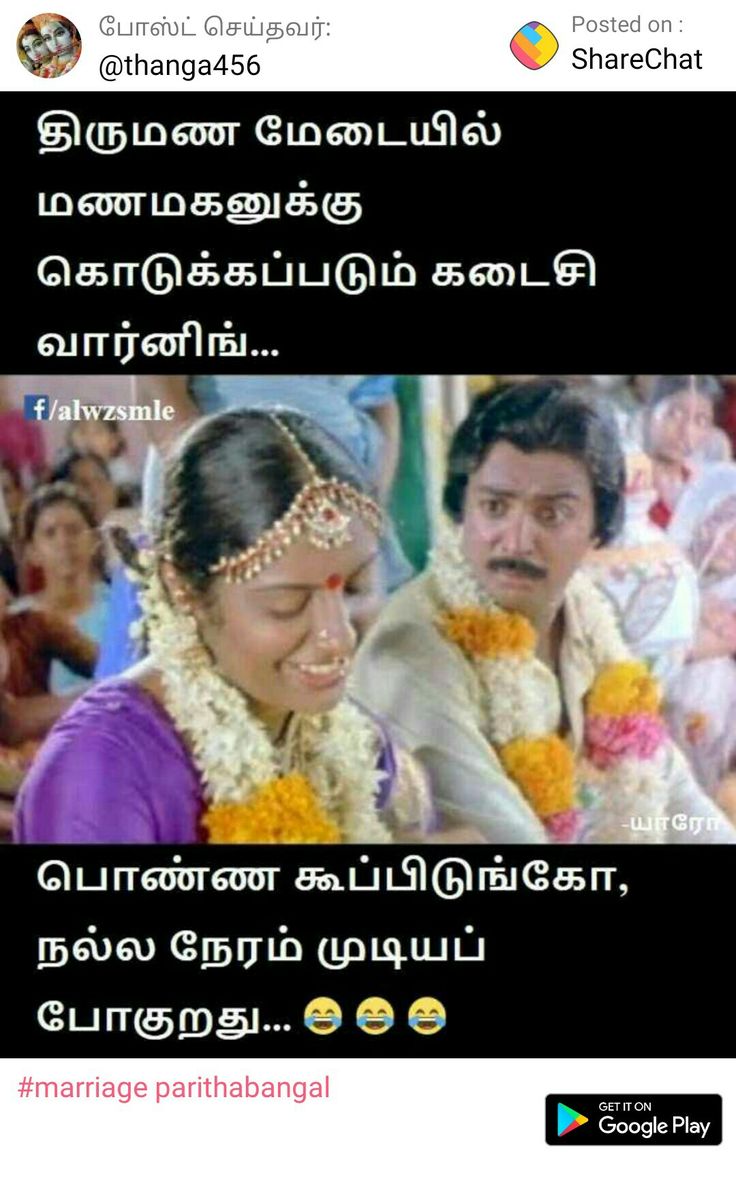 போஸ்ட் செய்தவர்:
@thanga456
Posted on :
ShareChat
திருமண மேடையில்
மணமகனுக்கு
கொடுக்கப்படும் கடைசி
வார்னிங்...
f/alwzsmle
-யாரோ
பொண்ண கூப்பிடுங்கோ,
நல்ல நேரம் முடியப்
போகுறது... 😂 😂 😂
#marriage parithabangal
GET IT ON
Google Play